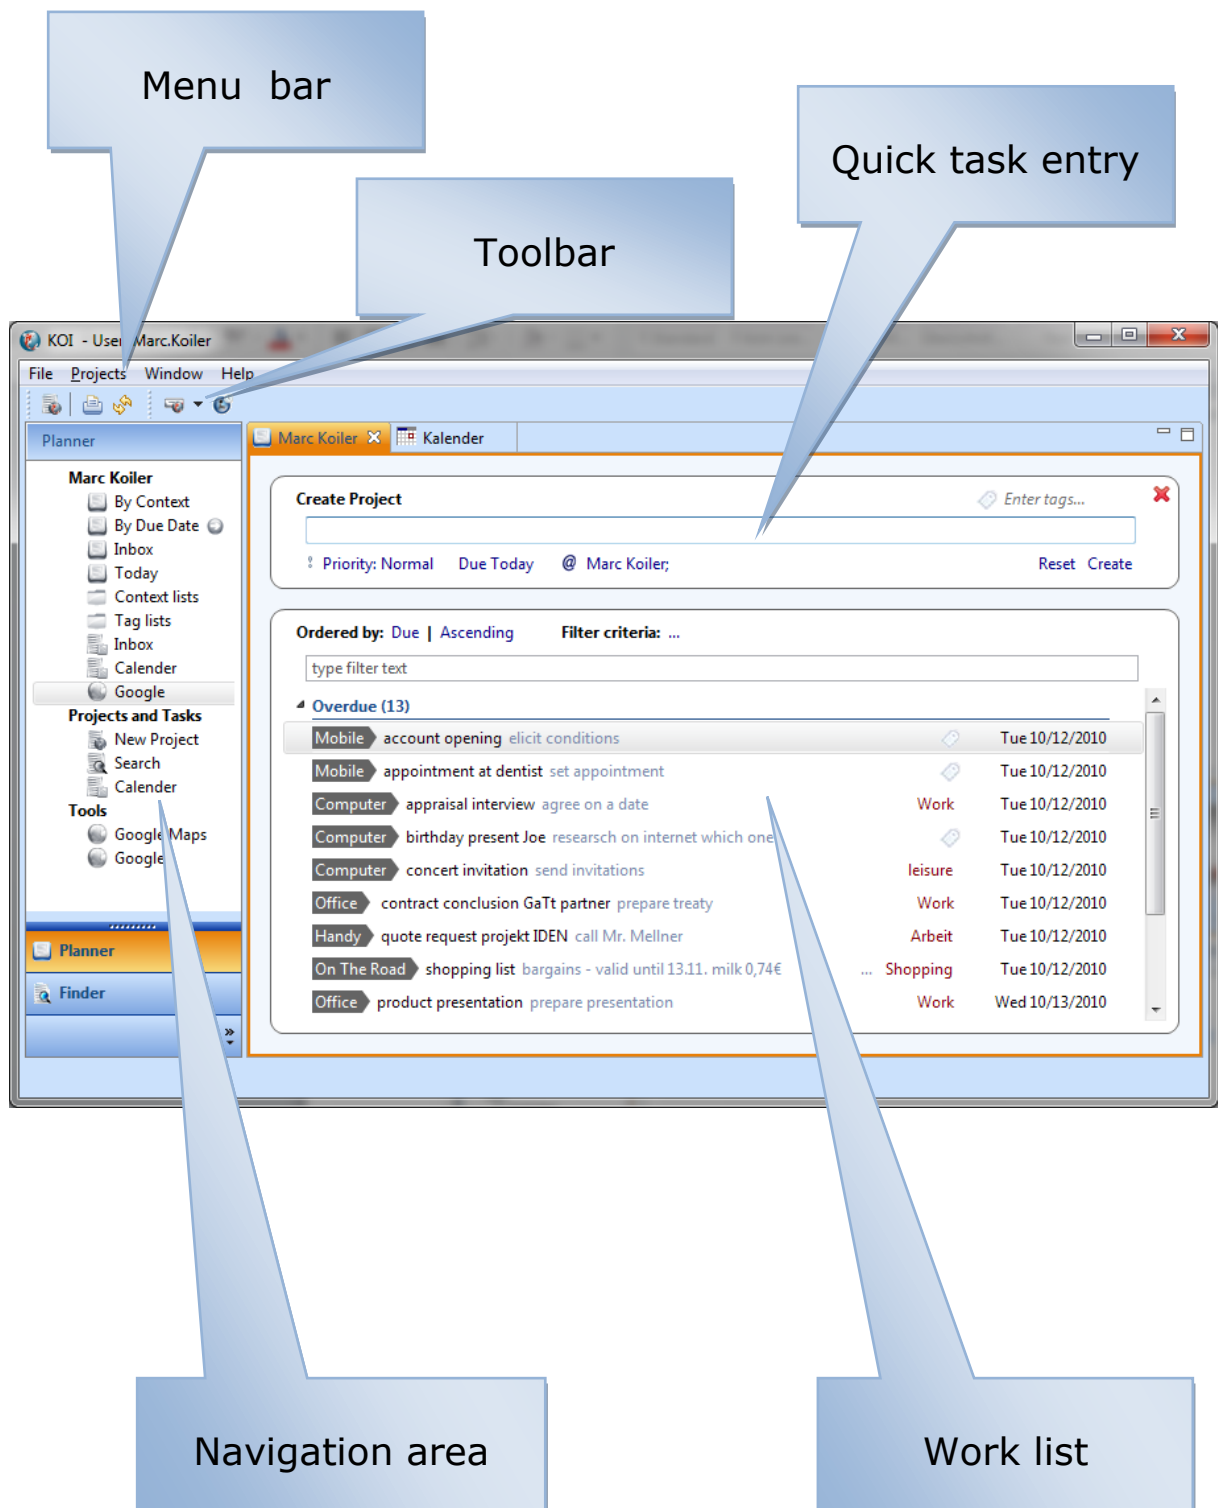 Menu bar
Quick task entry
Toolbar
KOI - User Marc.Koiler
File Projects Window Help
Planner
Marc Koiler
By Context
By Due Date
Inbox
Today
Context lists
Tag lists
Inbox
Calender
Google
Projects and Tasks
New Project
Search
Calender
Tools
Google Maps
Google
Planner
Finder
Marc Koiler Kalender
Create Project Enter tags...
Priority: Normal Due Today @ Marc Koiler; Reset Create
Ordered by: Due | Ascending Filter criteria: ...
type filter text
Overdue (13)
Mobile account opening elicit conditions Tue 10/12/2010
Mobile appointment at dentist set appointment Tue 10/12/2010
Computer appraisal interview agree on a date Work Tue 10/12/2010
Computer birthday present Joe researsch on internet which one Tue 10/12/2010
Computer concert invitation send invitations leisure Tue 10/12/2010
Office contract conclusion GaTt partner prepare treaty Work Tue 10/12/2010
Handy quote request projekt IDEN call Mr. Mellner Arbeit Tue 10/12/2010
On The Road shopping list bargains - valid until 13.11. milk 0,74€ ... Shopping Tue 10/12/2010
Office product presentation prepare presentation Work Wed 10/13/2010
Navigation area
Work list